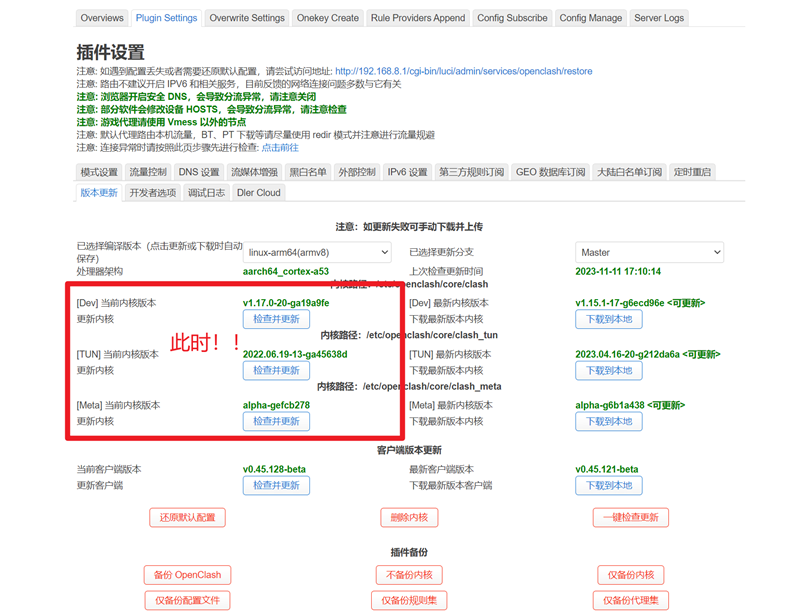 Overviews Plugin Settings Overwrite Settings Onekey Create Rule Providers Append Config Subscribe Config Manage Server Logs
插件设置
注意: 如遇到配置丢失或者需要还原默认配置，请尝试访问地址: http://192.168.8.1/cgi-bin/luci/admin/services/openclash/restore
注意: 路由不建议开启 IPV6 和相关服务，目前反馈的网络连接问题多数与它有关
注意: 浏览器开启安全 DNS，会导致分流异常，请注意关闭
注意: 部分软件会修改设备 HOSTS，会导致分流异常，请注意检查
注意: 游戏代理请使用 Vmess 以外的节点
注意: 默认代理路由本机流量，BT、PT 下载等请尽量使用 redir 模式并注意进行流量规避
注意: 连接异常时请按照此页步骤先进行检查: 点击前往
模式设置 流量控制 DNS 设置 流媒体增强 黑白名单 外部控制 IPv6 设置 第三方规则订阅 GEO 数据库订阅 大陆白名单订阅 定时重启
版本更新 开发者选项 调试日志 Dler Cloud
注意：如更新失败可手动下载并上传
已选择编译版本（点击更新或下载时自动保存） linux-arm64(armv8) 已选择更新分支 Master
处理器架构 aarch64_cortex-a53 上次检查更新时间 2023-11-11 17:10:14
内核路径：/etc/openclash/core/clash
[Dev] 当前内核版本 v1.17.0-20-ga19a9fe [Dev] 最新内核版本 v1.15.1-17-g6ecd96e <可更新>
更新内核 检查并更新 下载最新版本内核 下载到本地
此时！！
内核路径：/etc/openclash/core/clash_tun
[TUN] 当前内核版本 2022.06.19-13-ga45638d [TUN] 最新内核版本 2023.04.16-20-g212da6a <可更新>
更新内核 检查并更新 下载最新版本内核 下载到本地
内核路径：/etc/openclash/core/clash_meta
[Meta] 当前内核版本 alpha-gefcb278 [Meta] 最新内核版本 alpha-g6b1a438 <可更新>
更新内核 检查并更新 下载最新版本内核 下载到本地
客户端版本更新
当前客户端版本 v0.45.128-beta 最新客户端版本 v0.45.121-beta
更新客户端 检查并更新 下载最新版本客户端 下载到本地
还原默认配置 删除内核 一键检查更新
插件备份
备份 OpenClash 不备份内核 仅备份内核
仅备份配置文件 仅备份规则集 仅备份代理集